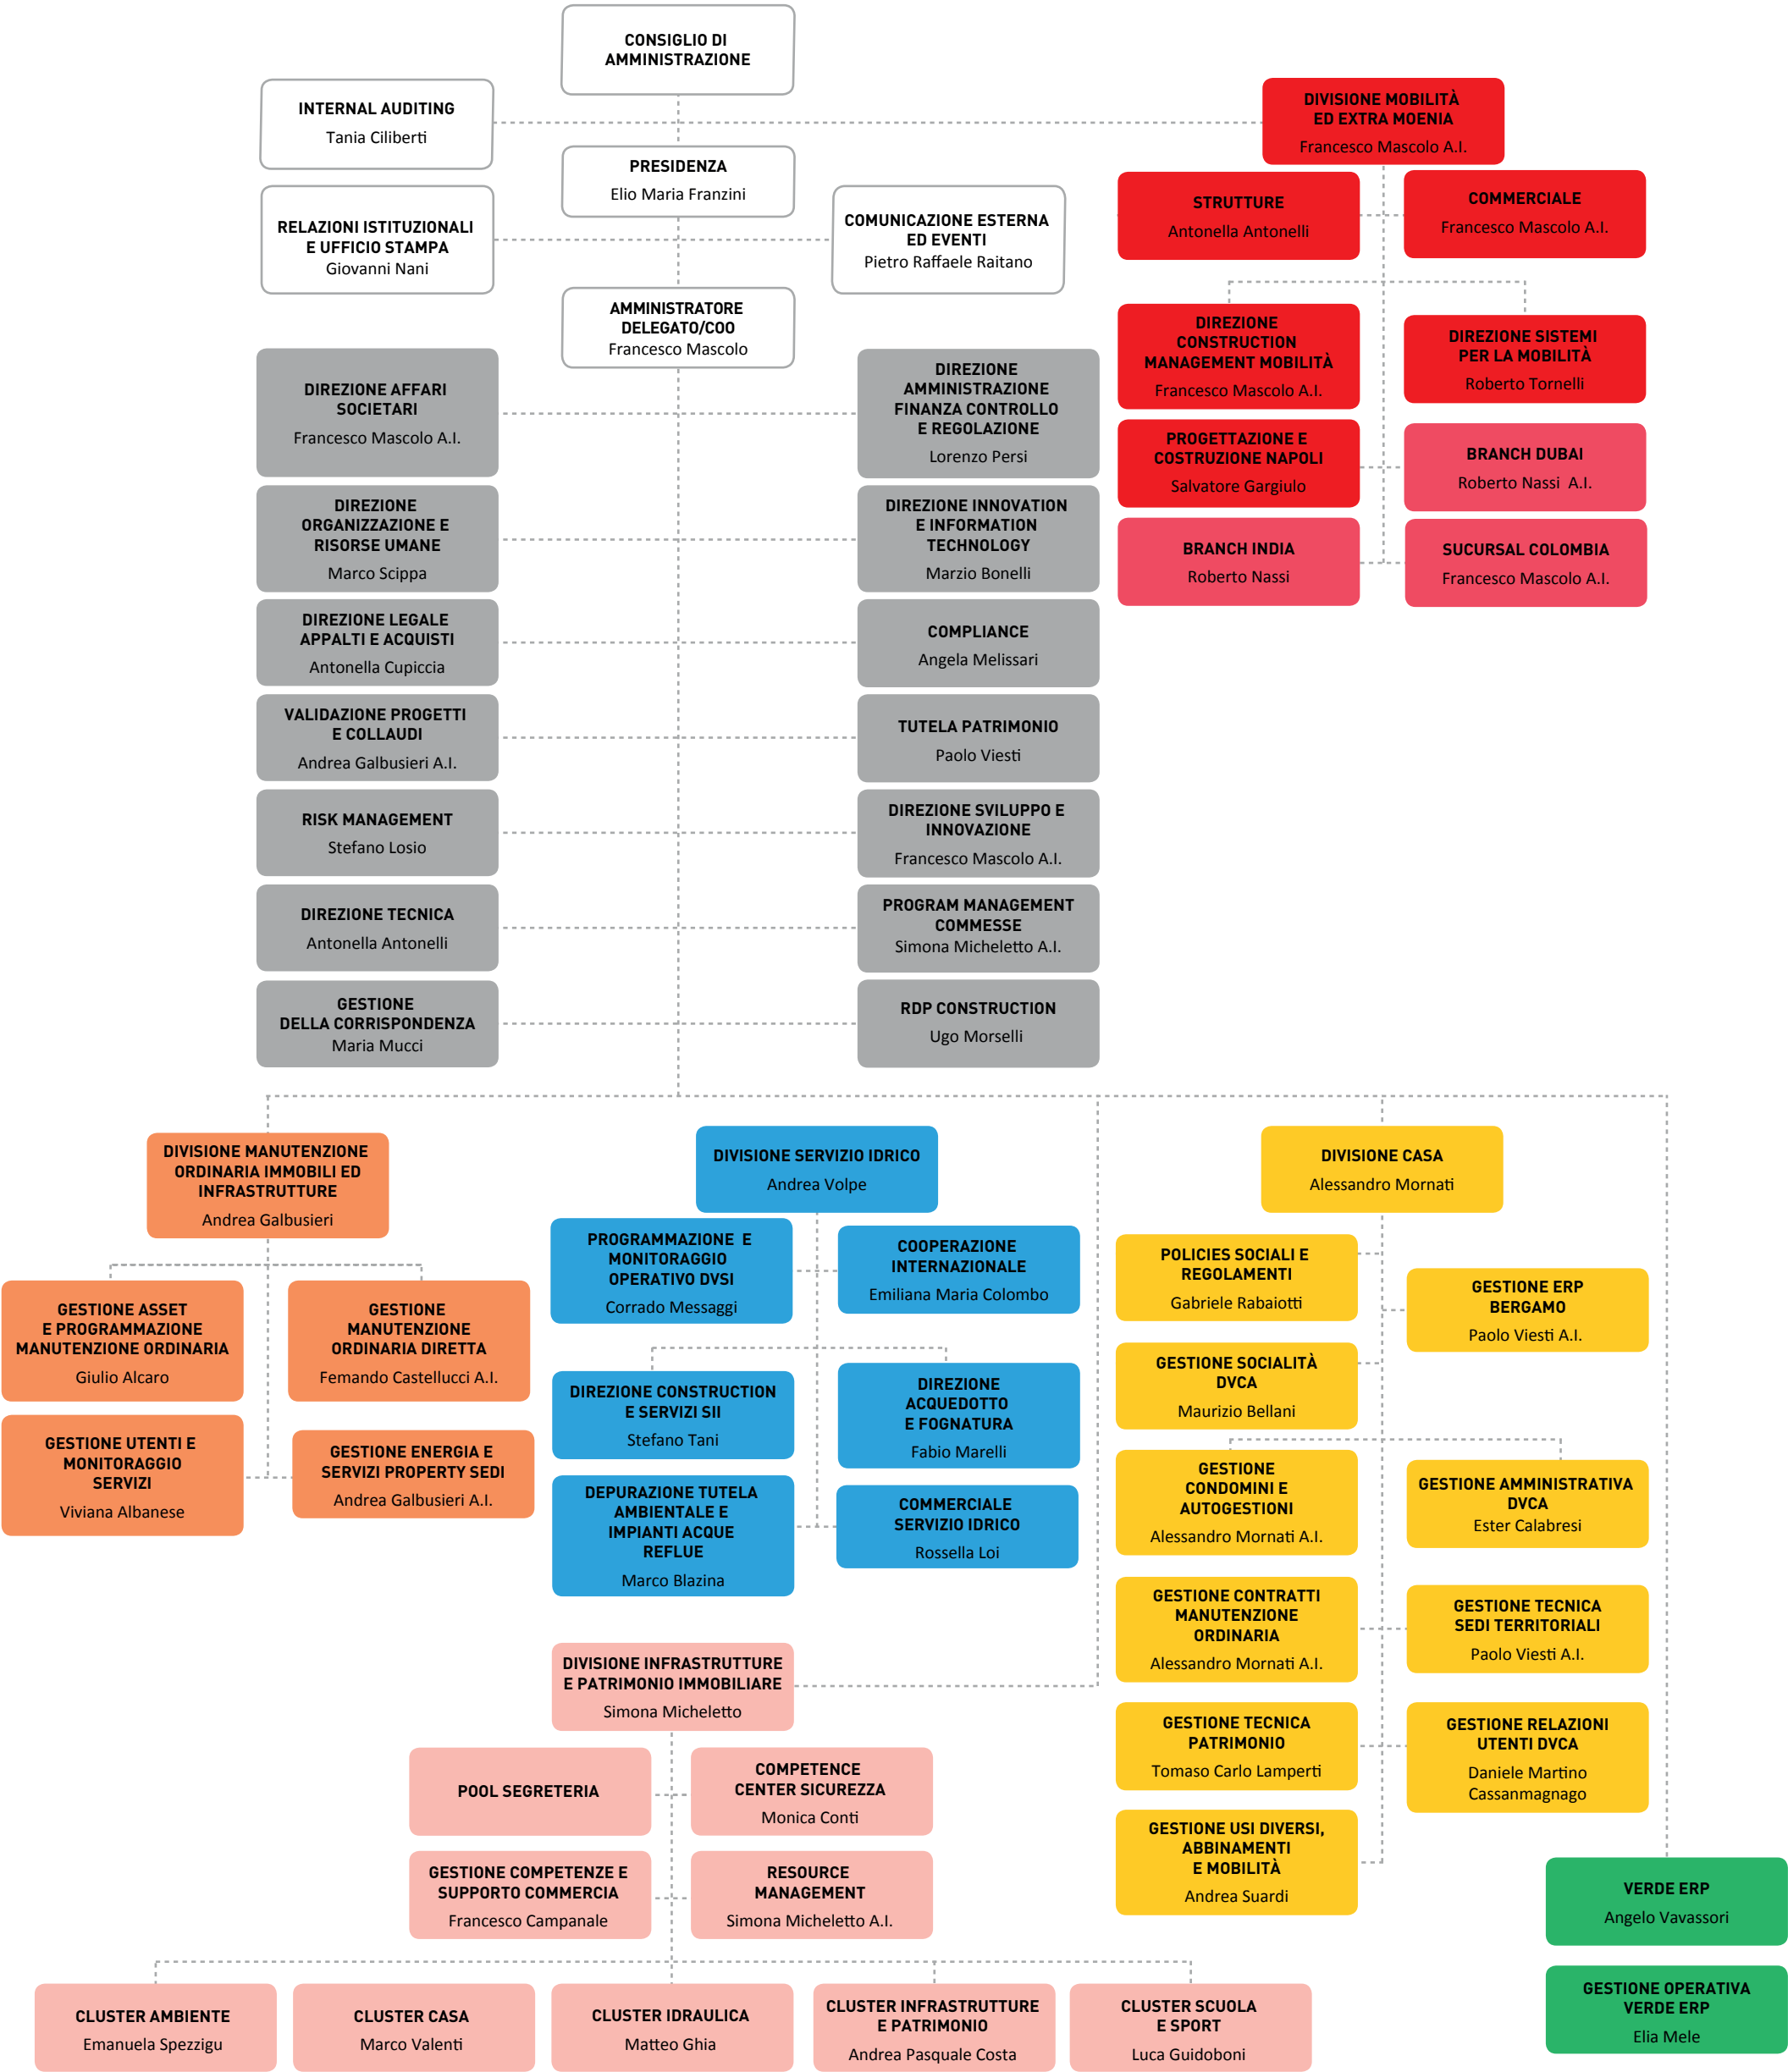 CONSIGLIO DI
AMMINISTRAZIONE
INTERNAL AUDITING
Tania Ciliberti
DIVISIONE MOBILITÀ
ED EXTRA MOENIA
Francesco Mascolo A.I.
PRESIDENZA
Elio Maria Franzini
RELAZIONI ISTITUZIONALI
E UFFICIO STAMPA
Giovanni Nani
COMUNICAZIONE ESTERNA
ED EVENTI
Pietro Raffaele Raitano
STRUTTURE
Antonella Antonelli
COMMERCIALE
Francesco Mascolo A.I.
AMMINISTRATORE
DELEGATO/COO
Francesco Mascolo
DIREZIONE
CONSTRUCTION
MANAGEMENT MOBILITÀ
Francesco Mascolo A.I.
DIREZIONE SISTEMI
PER LA MOBILITÀ
Roberto Tornelli
PROGETTAZIONE E
COSTRUZIONE NAPOLI
Salvatore Gargiulo
BRANCH DUBAI
Roberto Nassi  A.I.
BRANCH INDIA
Roberto Nassi
SUCURSAL COLOMBIA
Francesco Mascolo A.I.
DIREZIONE AFFARI
SOCIETARI
Francesco Mascolo A.I.
DIREZIONE
AMMINISTRAZIONE
FINANZA CONTROLLO
E REGOLAZIONE
Lorenzo Persi
DIREZIONE
ORGANIZZAZIONE E
RISORSE UMANE
Marco Scippa
DIREZIONE INNOVATION
E INFORMATION
TECHNOLOGY
Marzio Bonelli
DIREZIONE LEGALE
APPALTI E ACQUISTI
Antonella Cupiccia
COMPLIANCE
Angela Melissari
VALIDAZIONE PROGETTI
E COLLAUDI
Andrea Galbusieri A.I.
TUTELA PATRIMONIO
Paolo Viesti
RISK MANAGEMENT
Stefano Losio
DIREZIONE SVILUPPO E
INNOVAZIONE
Francesco Mascolo A.I.
DIREZIONE TECNICA
Antonella Antonelli
PROGRAM MANAGEMENT
COMMESSE
Simona Micheletto A.I.
GESTIONE
DELLA CORRISPONDENZA
Maria Mucci
RDP CONSTRUCTION
Ugo Morselli
DIVISIONE MANUTENZIONE
ORDINARIA IMMOBILI ED
INFRASTRUTTURE
Andrea Galbusieri
GESTIONE ASSET
E PROGRAMMAZIONE
MANUTENZIONE ORDINARIA
Giulio Alcaro
GESTIONE
MANUTENZIONE
ORDINARIA DIRETTA
Femando Castellucci A.I.
GESTIONE UTENTI E
MONITORAGGIO
SERVIZI
Viviana Albanese
GESTIONE ENERGIA E
SERVIZI PROPERTY SEDI
Andrea Galbusieri A.I.
DIVISIONE SERVIZIO IDRICO
Andrea Volpe
PROGRAMMAZIONE  E
MONITORAGGIO
OPERATIVO DVSI
Corrado Messaggi
COOPERAZIONE
INTERNAZIONALE
Emiliana Maria Colombo
DIREZIONE CONSTRUCTION
E SERVIZI SII
Stefano Tani
DIREZIONE
ACQUEDOTTO
E FOGNATURA
Fabio Marelli
DEPURAZIONE TUTELA
AMBIENTALE E
IMPIANTI ACQUE
REFLUE
Marco Blazina
COMMERCIALE
SERVIZIO IDRICO
Rossella Loi
DIVISIONE CASA
Alessandro Mornati
POLICIES SOCIALI E
REGOLAMENTI
Gabriele Rabaiotti
GESTIONE ERP
BERGAMO
Paolo Viesti A.I.
GESTIONE SOCIALITÀ
DVCA
Maurizio Bellani
GESTIONE
CONDOMINI E
AUTOGESTIONI
Alessandro Mornati A.I.
GESTIONE AMMINISTRATIVA
DVCA
Ester Calabresi
GESTIONE CONTRATTI
MANUTENZIONE
ORDINARIA
Alessandro Mornati A.I.
GESTIONE TECNICA
SEDI TERRITORIALI
Paolo Viesti A.I.
GESTIONE TECNICA
PATRIMONIO
Tomaso Carlo Lamperti
GESTIONE RELAZIONI
UTENTI DVCA
Daniele Martino
Cassanmagnago
GESTIONE USI DIVERSI,
ABBINAMENTI
E MOBILITÀ
Andrea Suardi
DIVISIONE INFRASTRUTTURE
E PATRIMONIO IMMOBILIARE
Simona Micheletto
POOL SEGRETERIA
COMPETENCE
CENTER SICUREZZA
Monica Conti
GESTIONE COMPETENZE E
SUPPORTO COMMERCIA
Francesco Campanale
RESOURCE
MANAGEMENT
Simona Micheletto A.I.
VERDE ERP
Angelo Vavassori
GESTIONE OPERATIVA
VERDE ERP
Elia Mele
CLUSTER AMBIENTE
Emanuela Spezzigu
CLUSTER CASA
Marco Valenti
CLUSTER IDRAULICA
Matteo Ghia
CLUSTER INFRASTRUTTURE
E PATRIMONIO
Andrea Pasquale Costa
CLUSTER SCUOLA
E SPORT
Luca Guidoboni